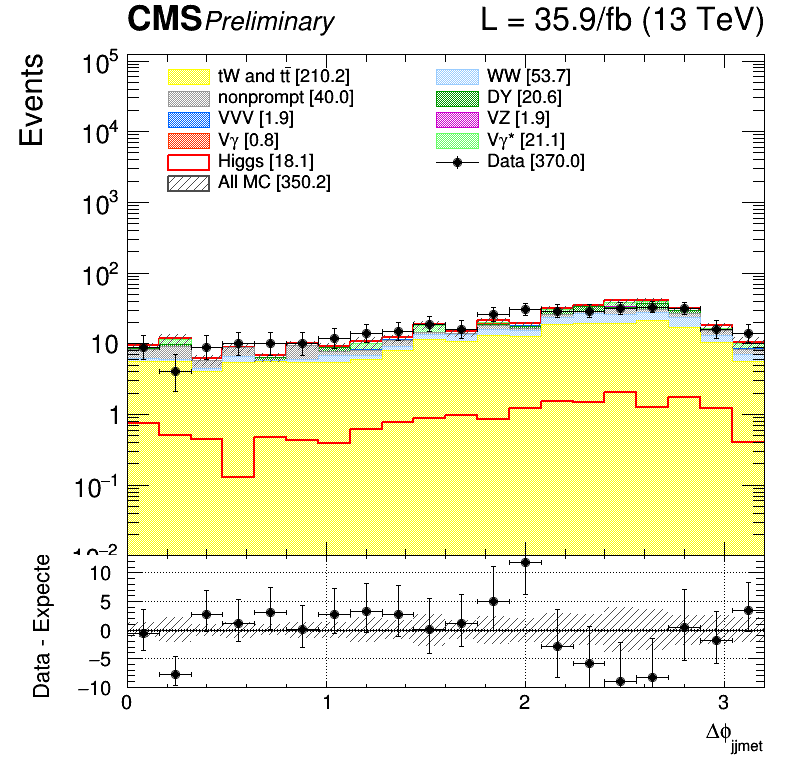 CMS Preliminary L = 35.9/fb (13 TeV)
Events
10⁵
10⁴
10³
10²
10
1
10⁻¹
10⁻²
tW and tt̄ [210.2]
nonprompt [40.0]
VVV [1.9]
Vγ [0.8]
Higgs [18.1]
All MC [350.2]
WW [53.7]
DY [20.6]
VZ [1.9]
Vγ* [21.1]
Data [370.0]
Data - Expecte
10
5
0
−5
−10
0 1 2 3
Δϕjjmet